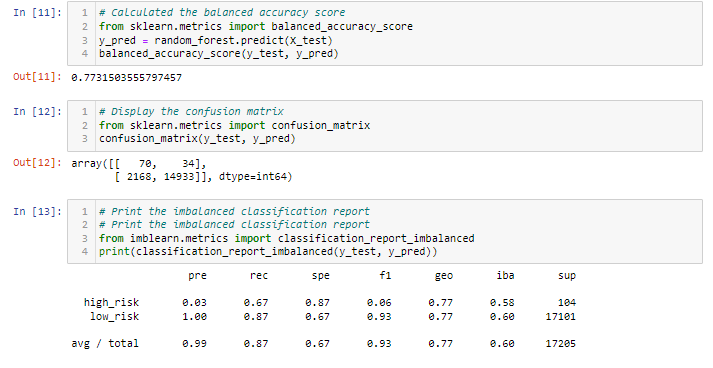 In [11]:
1 # Calculated the balanced accuracy score
2 from sklearn.metrics import balanced_accuracy_score
3 y_pred = random_forest.predict(X_test)
4 balanced_accuracy_score(y_test, y_pred)
Out[11]: 0.7731503555797457
In [12]:
1 # Display the confusion matrix
2 from sklearn.metrics import confusion_matrix
3 confusion_matrix(y_test, y_pred)
Out[12]: array([[   70,    34],
       [ 2168, 14933]], dtype=int64)
In [13]:
1 # Print the imbalanced classification report
2 # Print the imbalanced classification report
3 from imblearn.metrics import classification_report_imbalanced
4 print(classification_report_imbalanced(y_test, y_pred))
pre rec spe f1 geo iba sup
high_risk 0.03 0.67 0.87 0.06 0.77 0.58 104
low_risk 1.00 0.87 0.67 0.93 0.77 0.60 17101
avg / total 0.99 0.87 0.67 0.93 0.77 0.60 17205